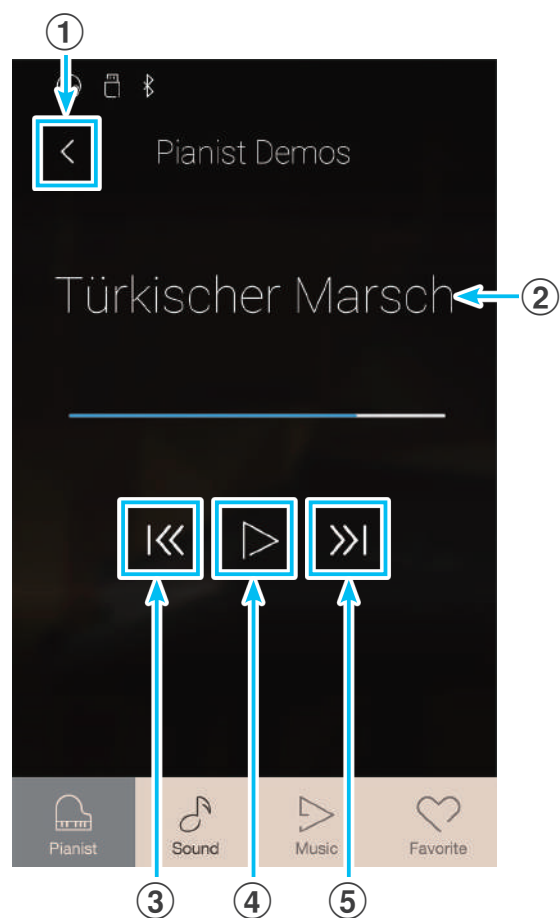 ①
Pianist Demos
Türkischer Marsch
②
Pianist
Sound
Music
Favorite
③ ④ ⑤